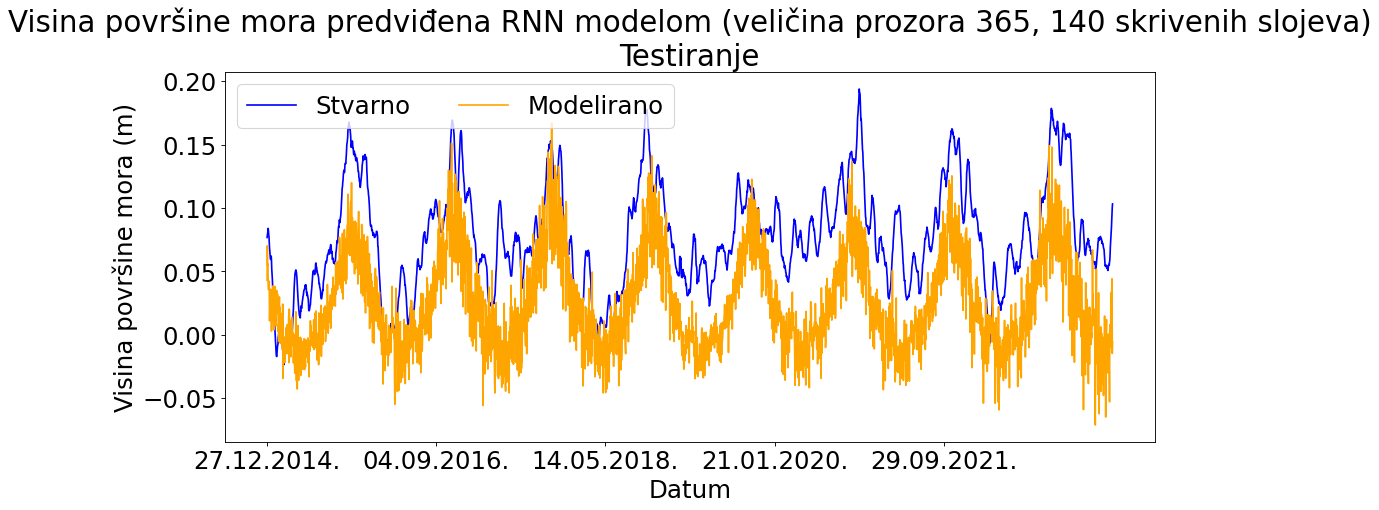 Visina površine mora predviđena RNN modelom (veličina prozora 365, 140 skrivenih slojeva)
Testiranje
Stvarno Modelirano
Visina površine mora (m)
0.20
0.15
0.10
0.05
0.00
−0.05
27.12.2014. 04.09.2016. 14.05.2018. 21.01.2020. 29.09.2021.
Datum